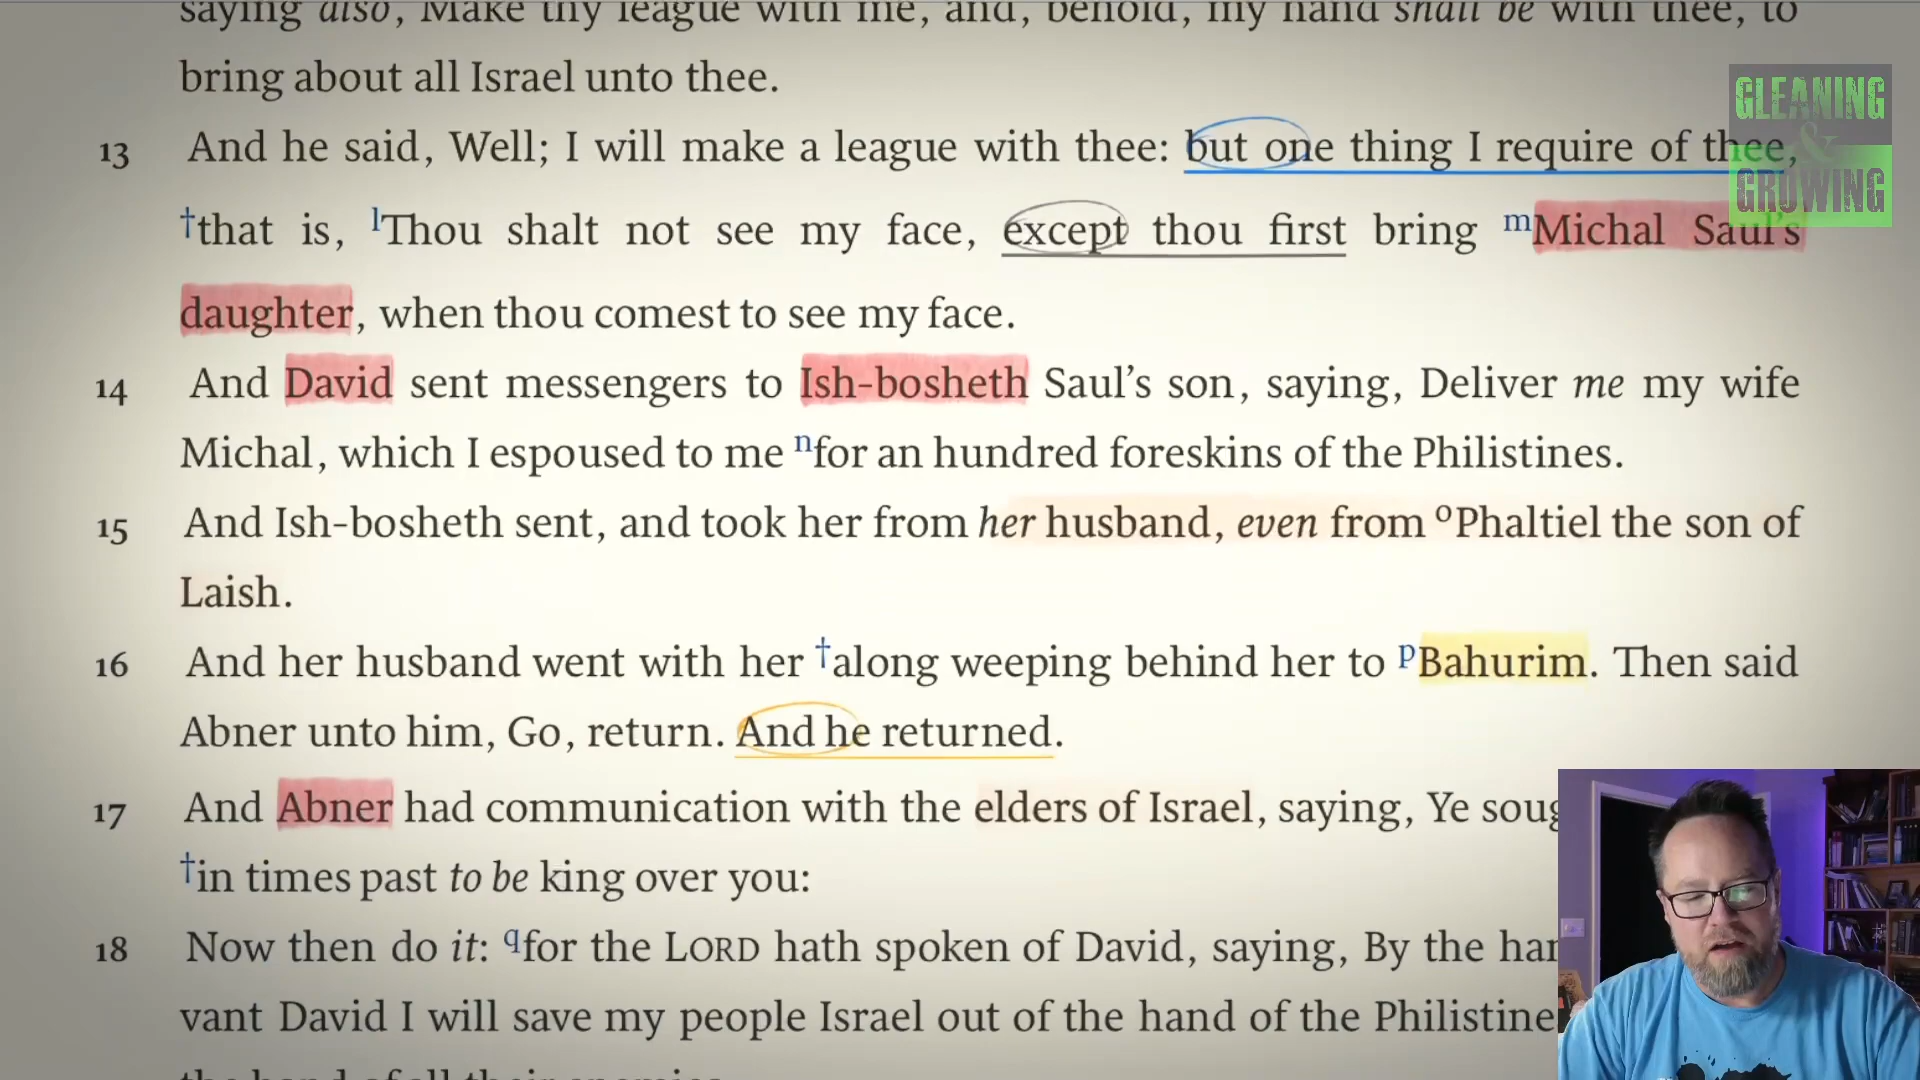 saying also, Make thy league with me, and, behold, my hand shall be with thee, to
bring about all Israel unto thee.
GLEANING
&
GROWING
13 And he said, Well; I will make a league with thee: but one thing I require of thee,
†that is, lThou shalt not see my face, except thou first bring mMichal Saul's
daughter, when thou comest to see my face.
14 And David sent messengers to Ish-bosheth Saul's son, saying, Deliver me my wife
Michal, which I espoused to me nfor an hundred foreskins of the Philistines.
15 And Ish-bosheth sent, and took her from her husband, even from oPhaltiel the son of
Laish.
16 And her husband went with her †along weeping behind her to pBahurim. Then said
Abner unto him, Go, return. And he returned.
17 And Abner had communication with the elders of Israel, saying, Ye soug
†in times past to be king over you:
18 Now then do it: qfor the LORD hath spoken of David, saying, By the han
vant David I will save my people Israel out of the hand of the Philistine
the hand of all their enemies.